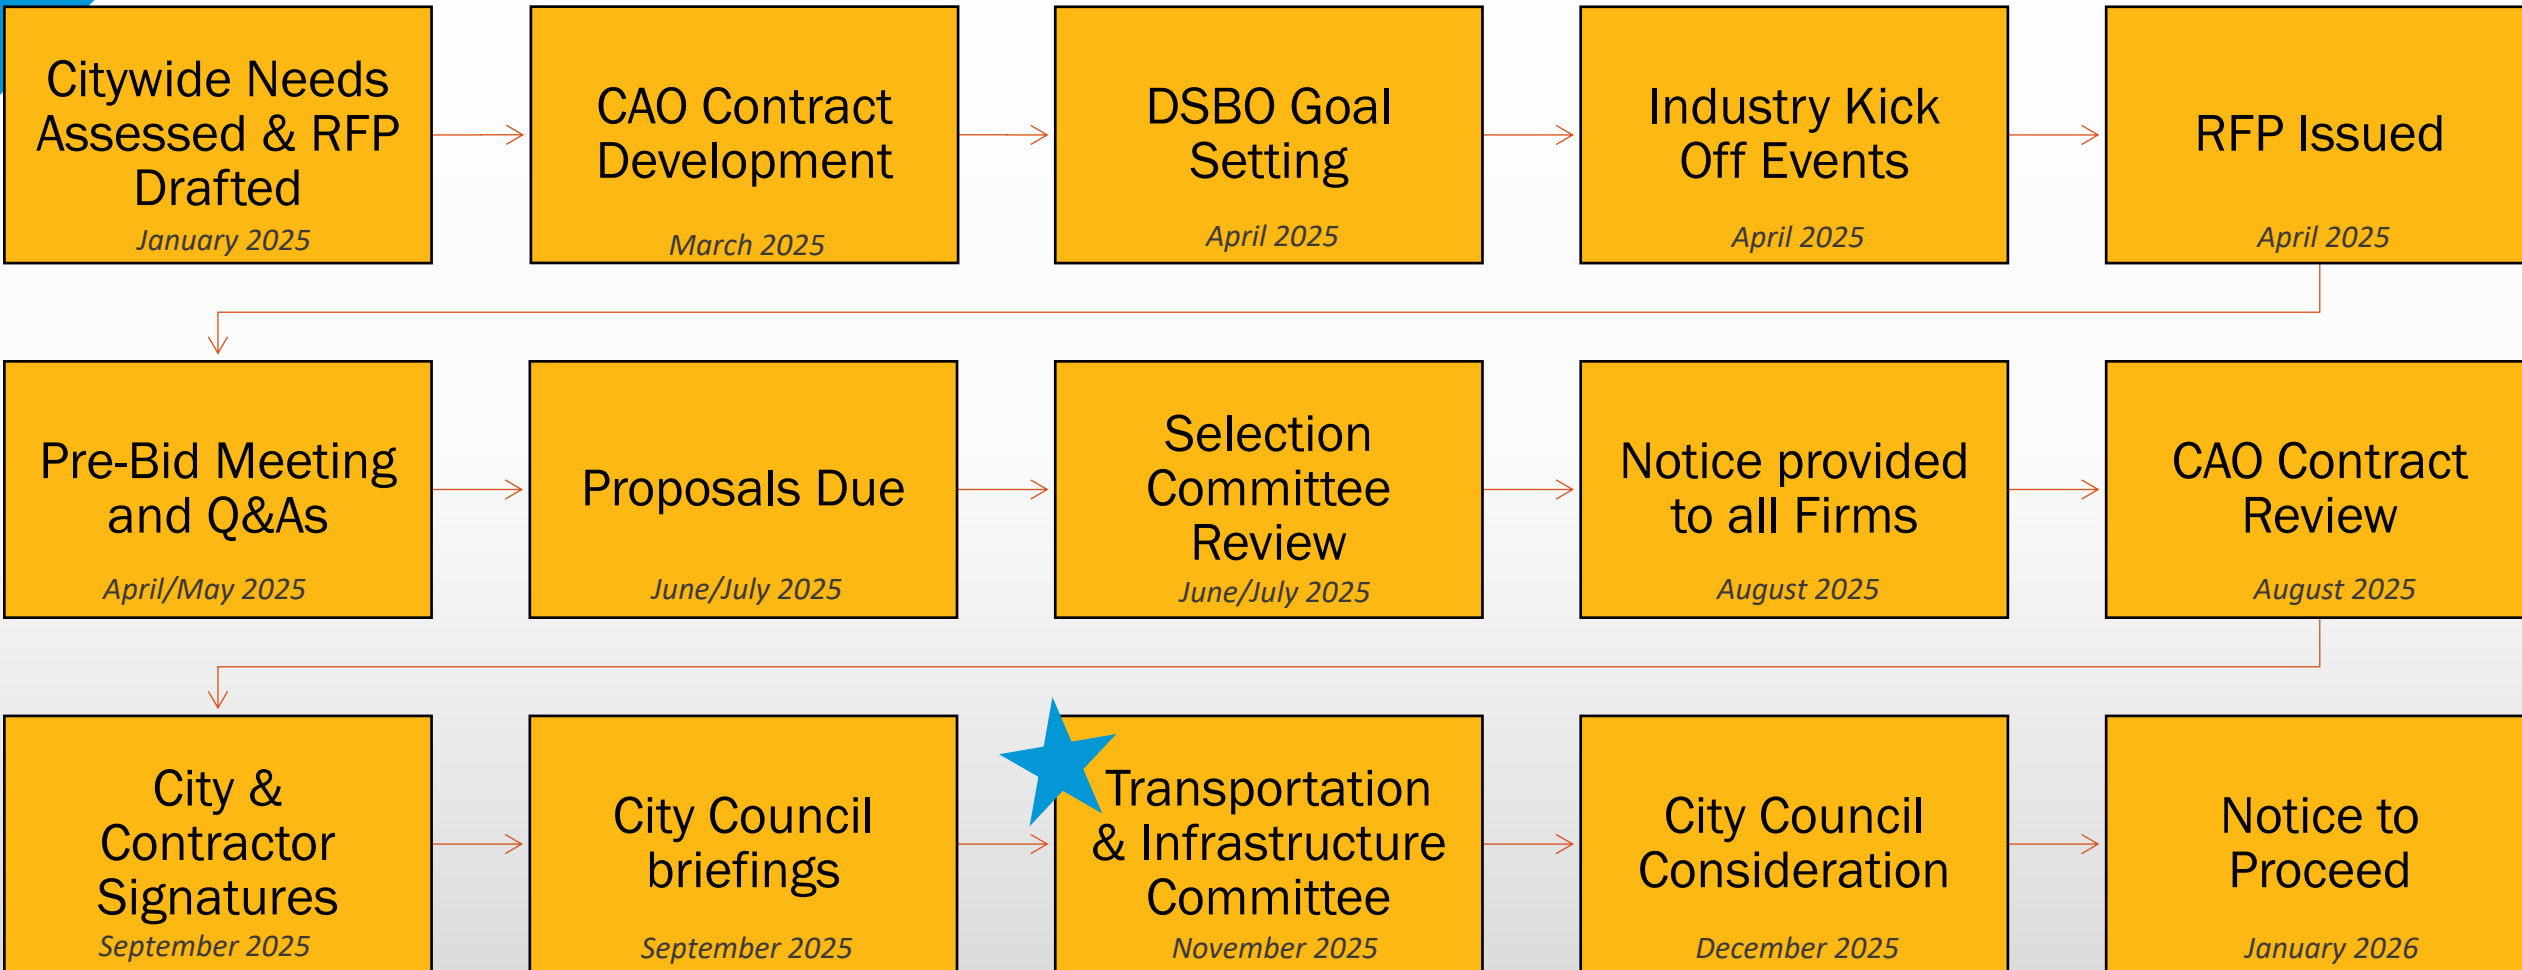 Citywide Needs
Assessed & RFP
Drafted
January 2025
CAO Contract
Development
March 2025
DSBO Goal
Setting
April 2025
Industry Kick
Off Events
April 2025
RFP Issued
April 2025
Pre-Bid Meeting
and Q&As
April/May 2025
Proposals Due
June/July 2025
Selection
Committee
Review
June/July 2025
Notice provided
to all Firms
August 2025
CAO Contract
Review
August 2025
City &
Contractor
Signatures
September 2025
City Council
briefings
September 2025
Transportation
& Infrastructure
Committee
November 2025
City Council
Consideration
December 2025
Notice to
Proceed
January 2026